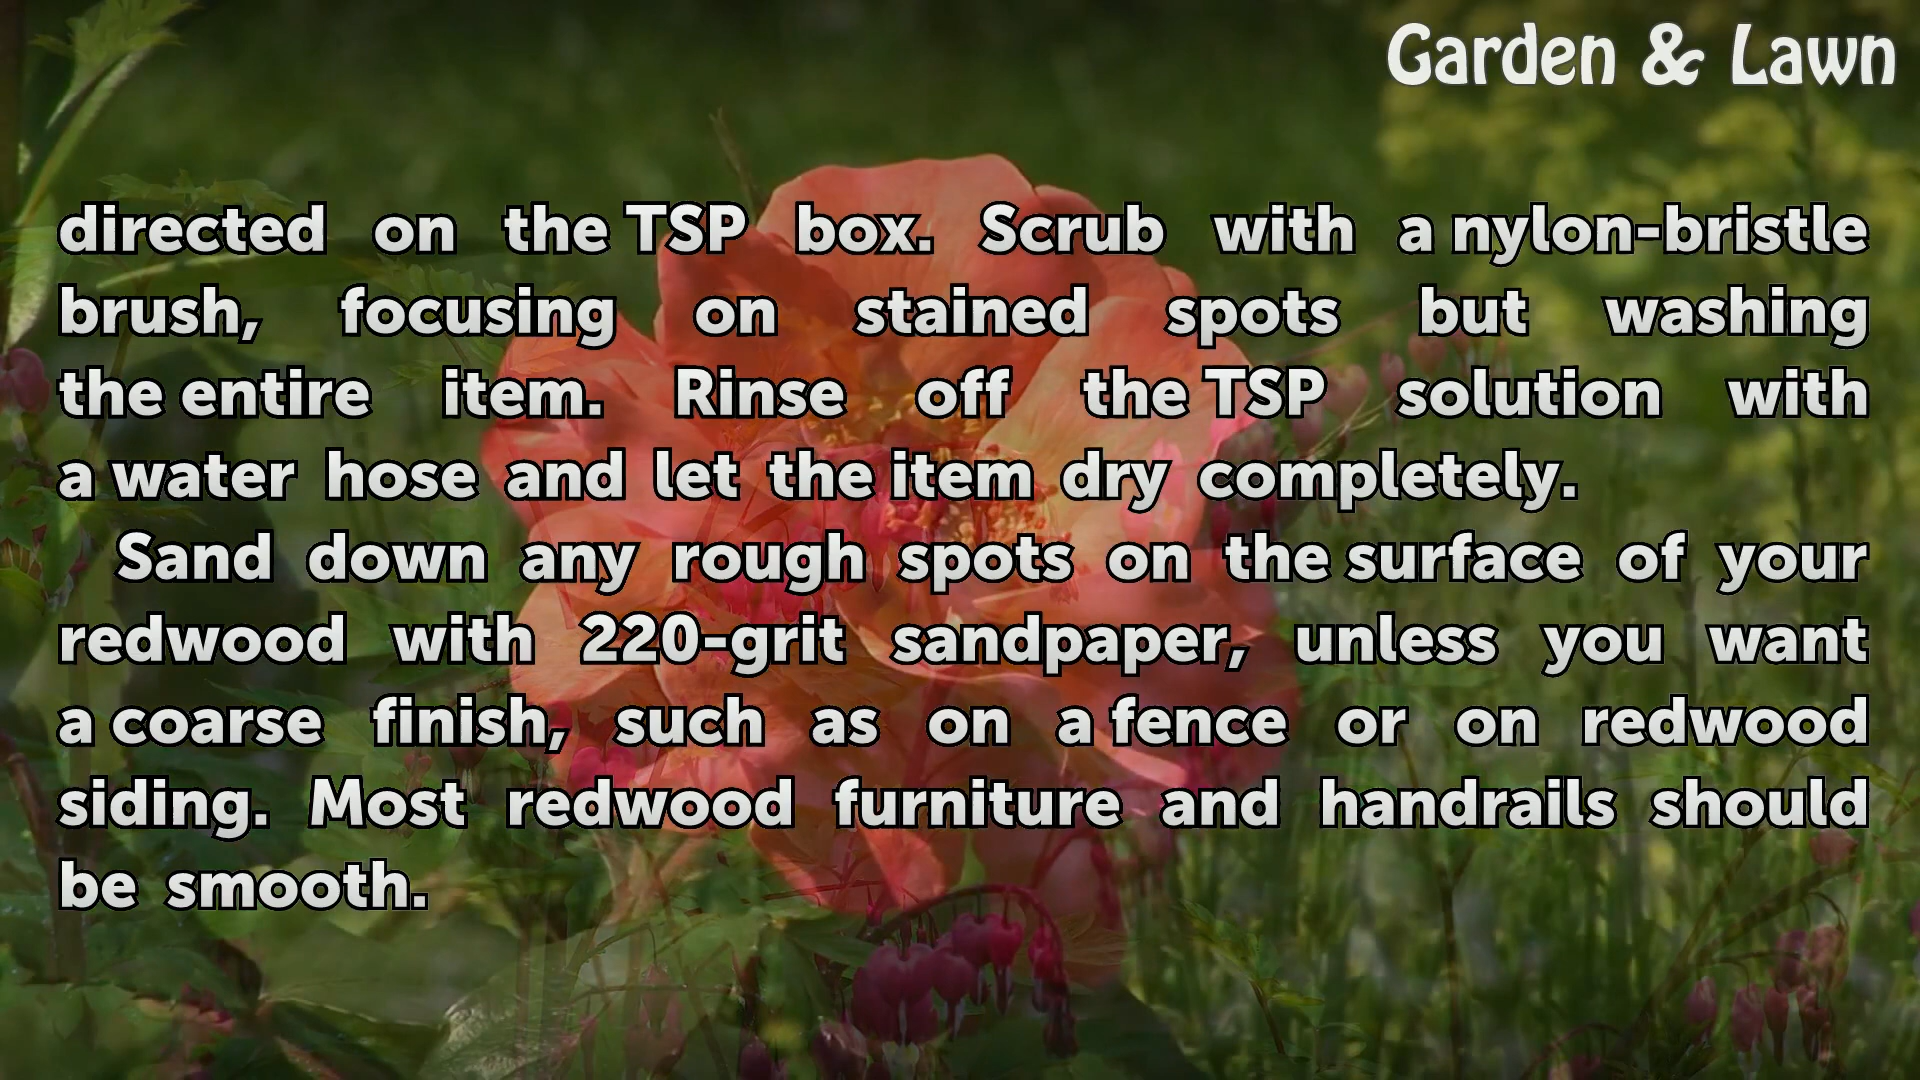 Garden & Lawn
directed on the TSP box. Scrub with a nylon-bristle
brush, focusing on stained spots but washing
the entire item. Rinse off the TSP solution with
a water hose and let the item dry completely.
Sand down any rough spots on the surface of your
redwood with 220-grit sandpaper, unless you want
a coarse finish, such as on a fence or on redwood
siding. Most redwood furniture and handrails should
be smooth.